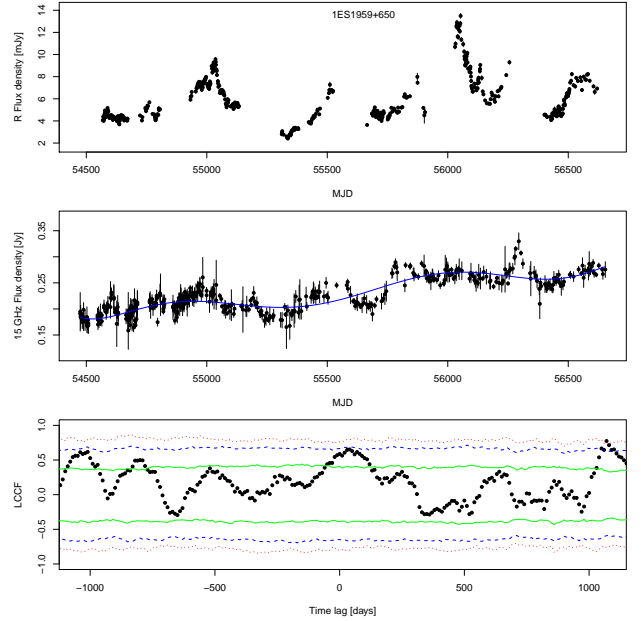 1ES1959+650
R Flux density [mJy]
2 4 6 8 10 12 14
54500 55000 55500 56000 56500
MJD
15 GHz Flux density [Jy]
0.15 0.25 0.35
54500 55000 55500 56000 56500
MJD
LCCF
-1.0 -0.5 0.0 0.5 1.0
-1000 -500 0 500 1000
Time lag [days]